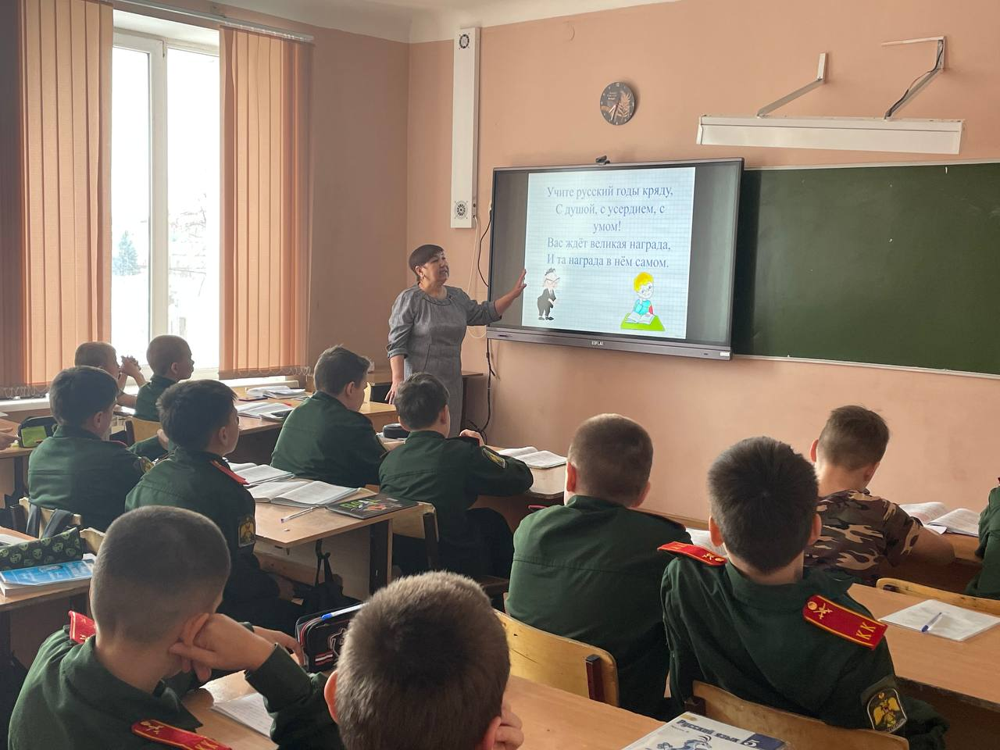 Учите русский годы кряду,
С душой, с усердием, с
умом!
Вас ждёт великая награда,
И та награда в нём самом.
EDFLAT
КК
КК
Русский язык
5